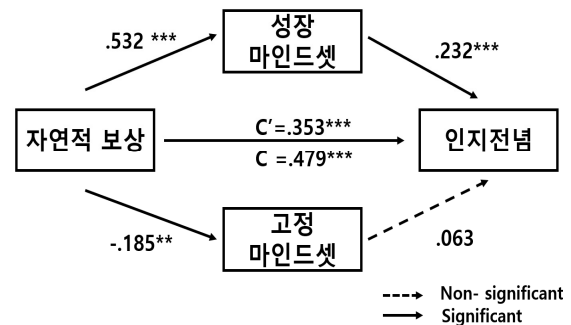 .532 ***
성장
마인드셋
.232***
자연적 보상
C’=.353***
C =.479***
인지전념
-.185**
고정
마인드셋
.063
Non- significant
Significant